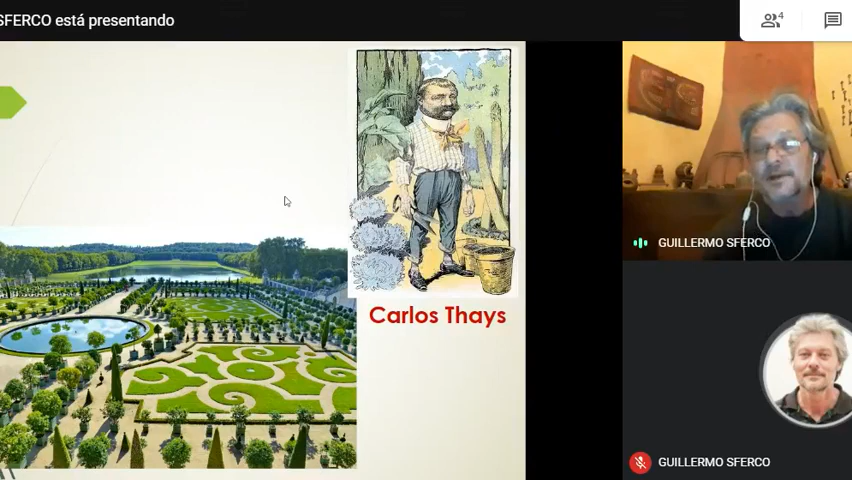 SFERCO está presentando
4
Carlos Thays
GUILLERMO SFERCO
GUILLERMO SFERCO